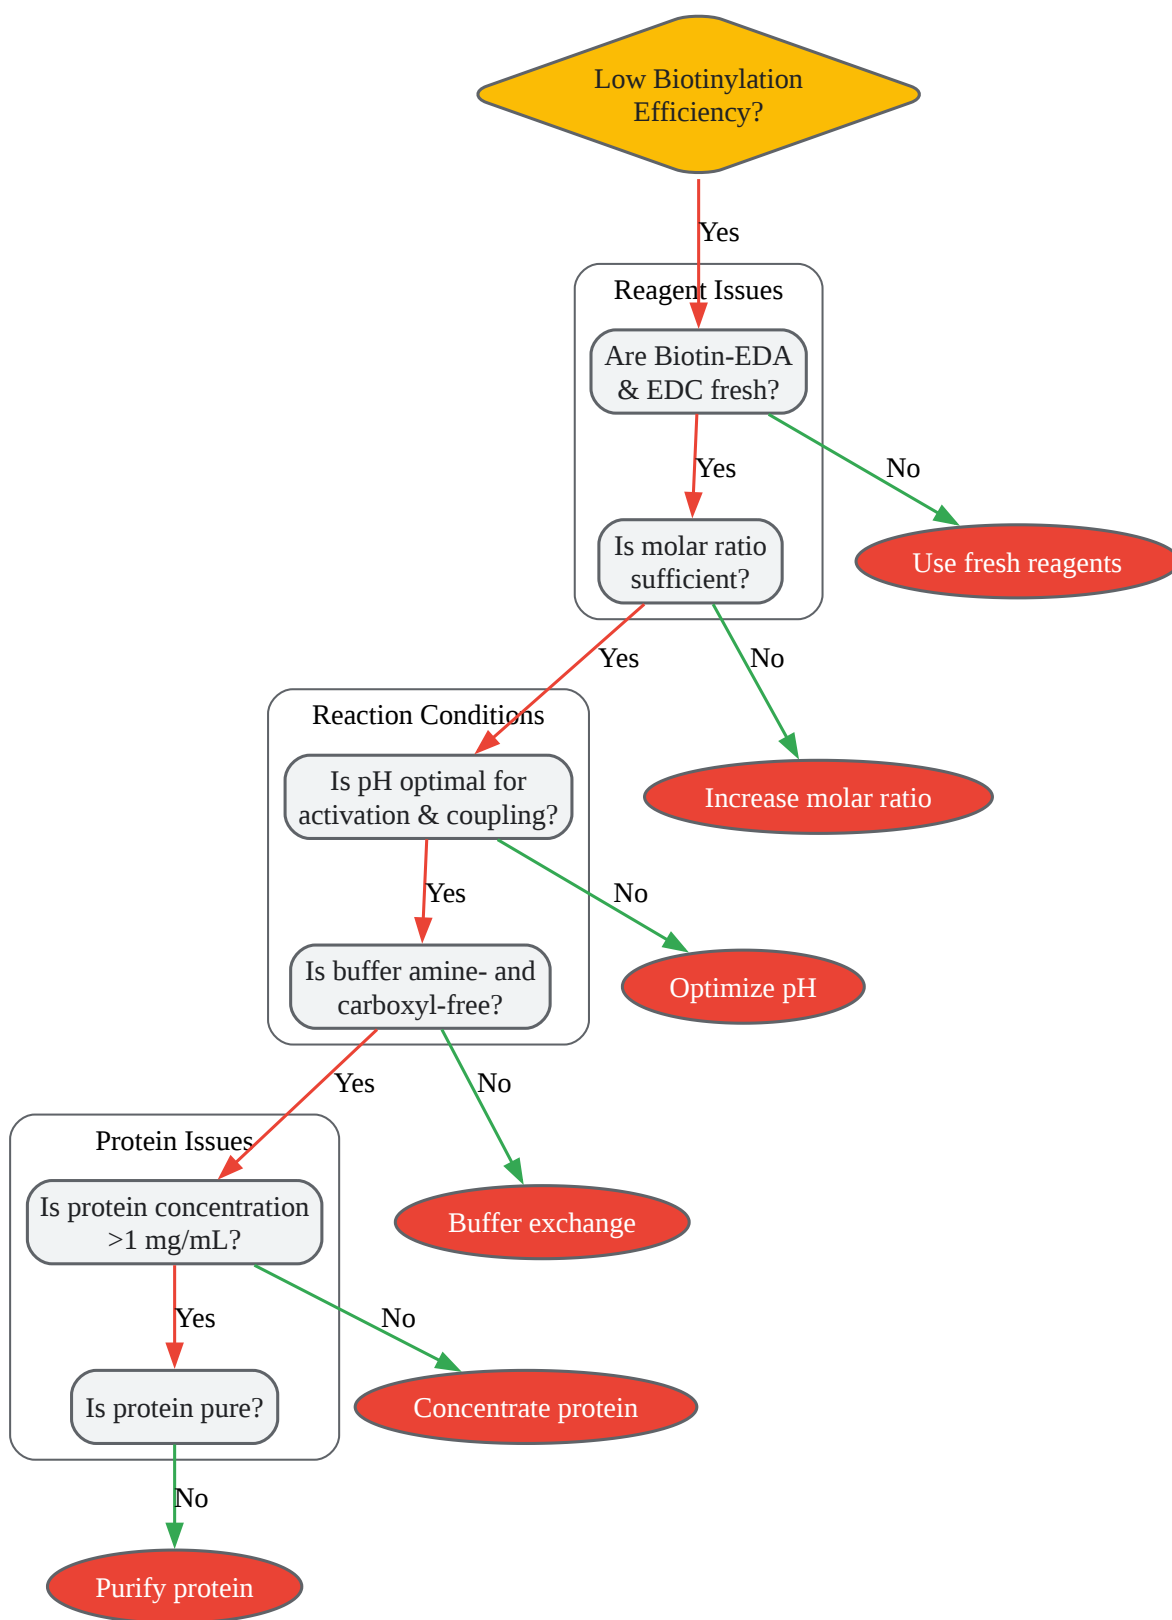 Low Biotinylation
Efficiency?
Yes
Reagent Issues
Are Biotin-EDA
& EDC fresh?
Yes
No
Is molar ratio
sufficient?
Use fresh reagents
Yes
No
Reaction Conditions
Is pH optimal for
activation & coupling?
Increase molar ratio
Yes
No
Is buffer amine- and
carboxyl-free?
Optimize pH
Yes
No
Protein Issues
Is protein concentration
>1 mg/mL?
Buffer exchange
Yes
No
Is protein pure?
Concentrate protein
No
Purify protein